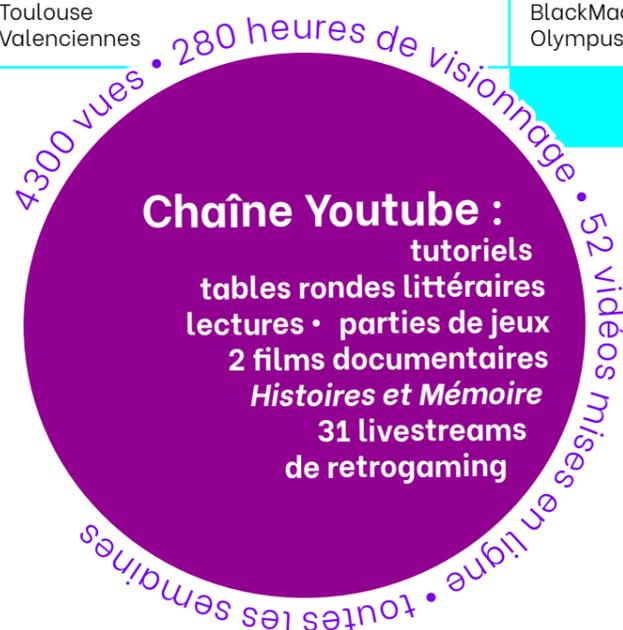 Toulouse
Valenciennes
BlackMa
Olympus
4300 vues • 280 heures de visionnage • 52 vidéos mises en ligne • toutes les semaines
Chaîne Youtube :
tutoriels
tables rondes littéraires
lectures • parties de jeux
2 films documentaires
Histoires et Mémoire
31 livestreams
de retrogaming